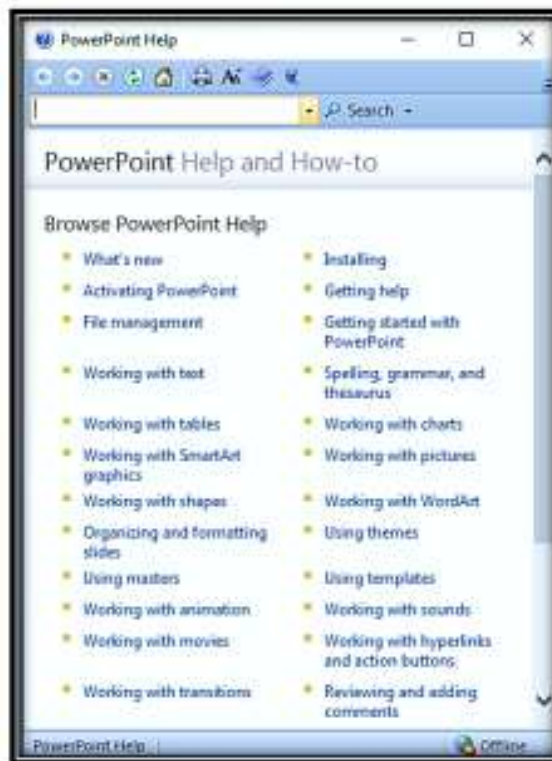 PowerPoint Help
Search
PowerPoint Help and How-to
Browse PowerPoint Help
What's new
Installing
Activating PowerPoint
Getting help
File management
Getting started with
PowerPoint
Working with text
Spelling, grammar, and
thesaurus
Working with tables
Working with charts
Working with SmartArt
graphics
Working with pictures
Working with shapes
Working with WordArt
Organizing and formatting
slides
Using themes
Using masters
Using templates
Working with animation
Working with sounds
Working with movies
Working with hyperlinks
and action buttons
Working with transitions
Reviewing and adding
comments
PowerPoint Help
Offline